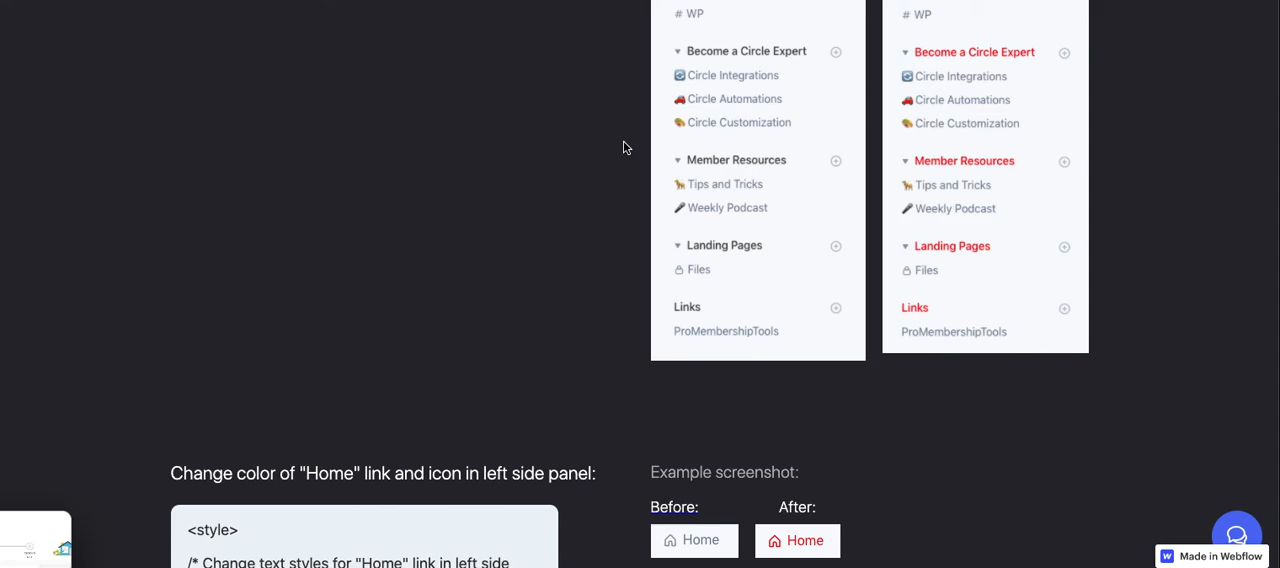 # WP
Become a Circle Expert
Circle Integrations
Circle Automations
Circle Customization
Member Resources
Tips and Tricks
Weekly Podcast
Landing Pages
Files
Links
ProMembershipTools
# WP
Become a Circle Expert
Circle Integrations
Circle Automations
Circle Customization
Member Resources
Tips and Tricks
Weekly Podcast
Landing Pages
Files
Links
ProMembershipTools
Change color of "Home" link and icon in left side panel:
<style>
/* Change text styles for "Home" link in left side
Example screenshot:
Before:
After:
Home
Home
Made in Webflow